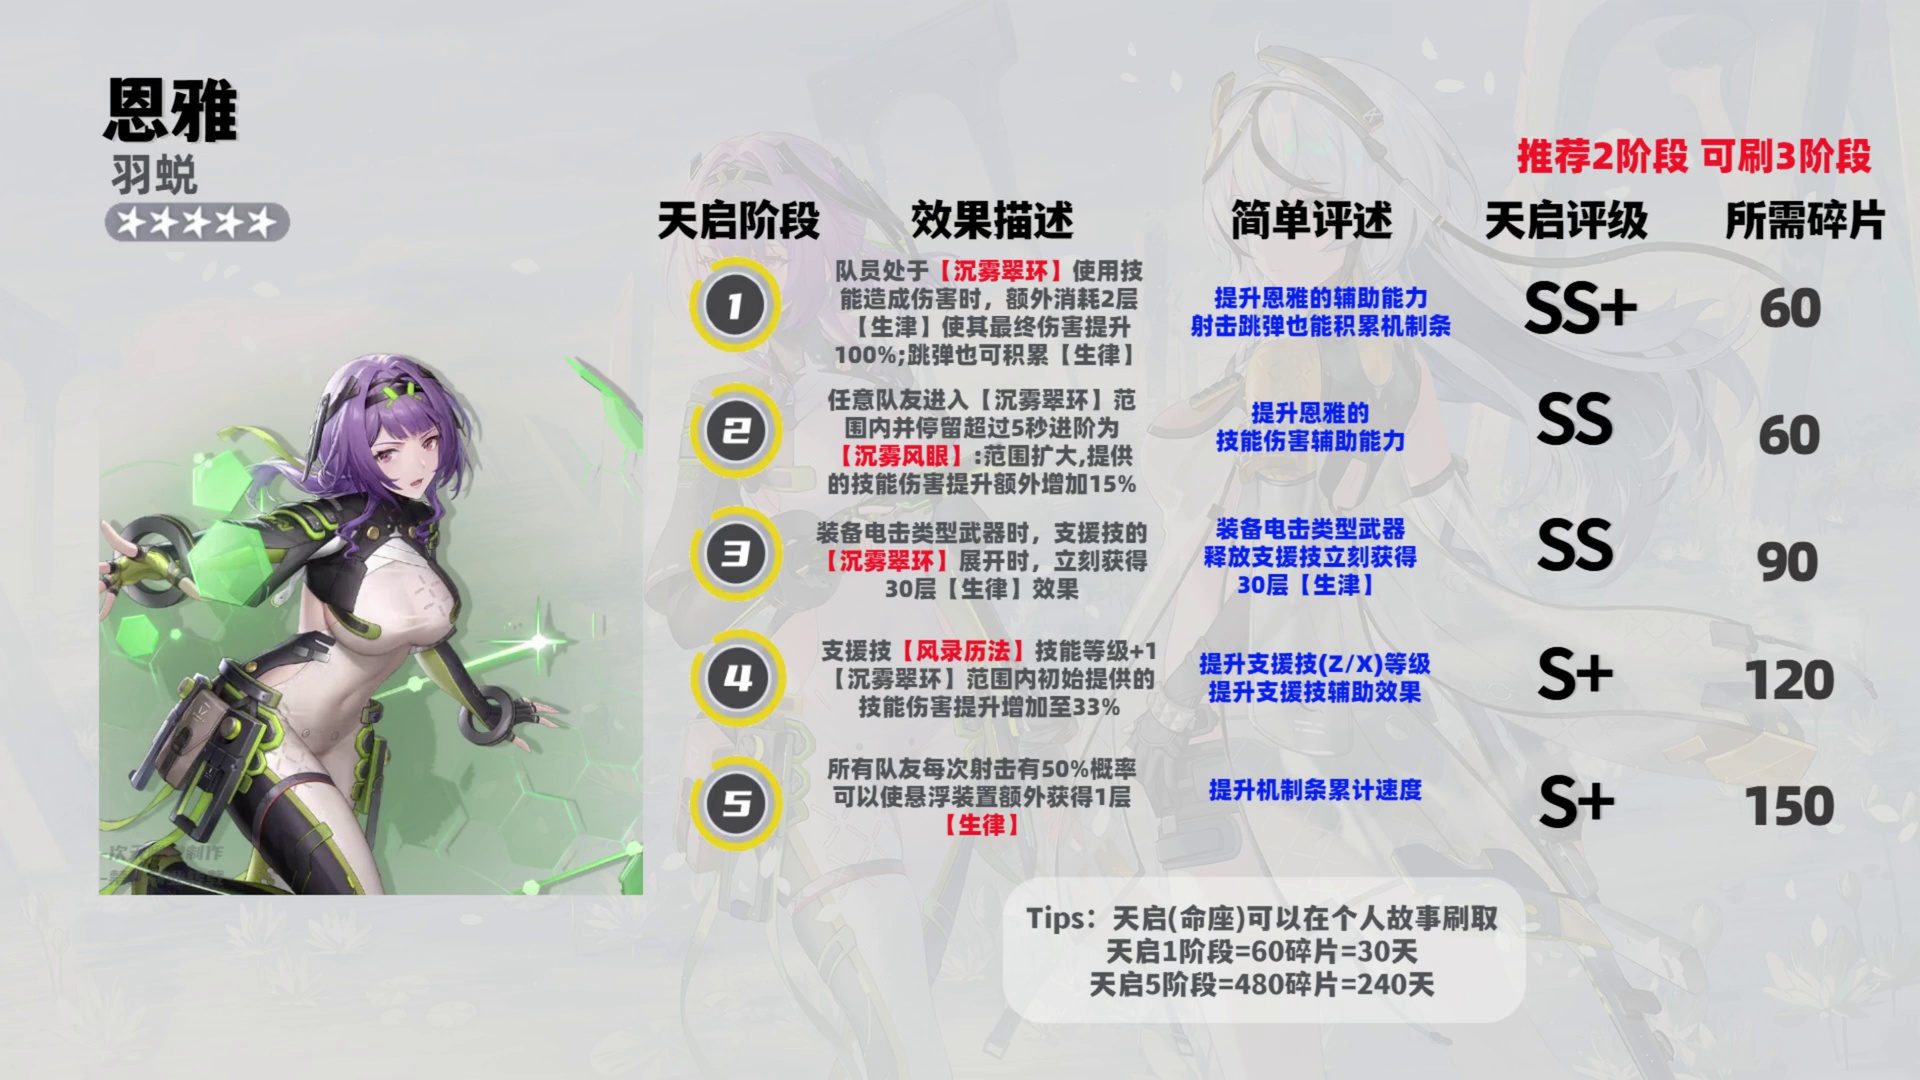 恩雅
羽蜕
推荐2阶段 可刷3阶段
天启阶段 效果描述 简单评述 天启评级 所需碎片
1
队员处于【沉雾翠环】使用技
能造成伤害时，额外消耗2层
【生津】使其最终伤害提升
100%;跳弹也可积累【生律】
提升恩雅的辅助能力
射击跳弹也能积累机制条
SS+
60
2
任意队友进入【沉雾翠环】范
围内并停留超过5秒进阶为
【沉雾风眼】:范围扩大,提供
的技能伤害提升额外增加15%
提升恩雅的
技能伤害辅助能力
SS
60
3
装备电击类型武器时，支援技的
【沉雾翠环】展开时，立刻获得
30层【生律】效果
装备电击类型武器
释放支援技立刻获得
30层【生津】
SS
90
4
支援技【风录历法】技能等级+1
【沉雾翠环】范围内初始提供的
技能伤害提升增加至33%
提升支援技(Z/X)等级
提升支援技辅助效果
S+
120
5
所有队友每次射击有50%概率
可以使悬浮装置额外获得1层
【生律】
提升机制条累计速度
S+
150
Tips：天启(命座)可以在个人故事刷取
天启1阶段=60碎片=30天
天启5阶段=480碎片=240天